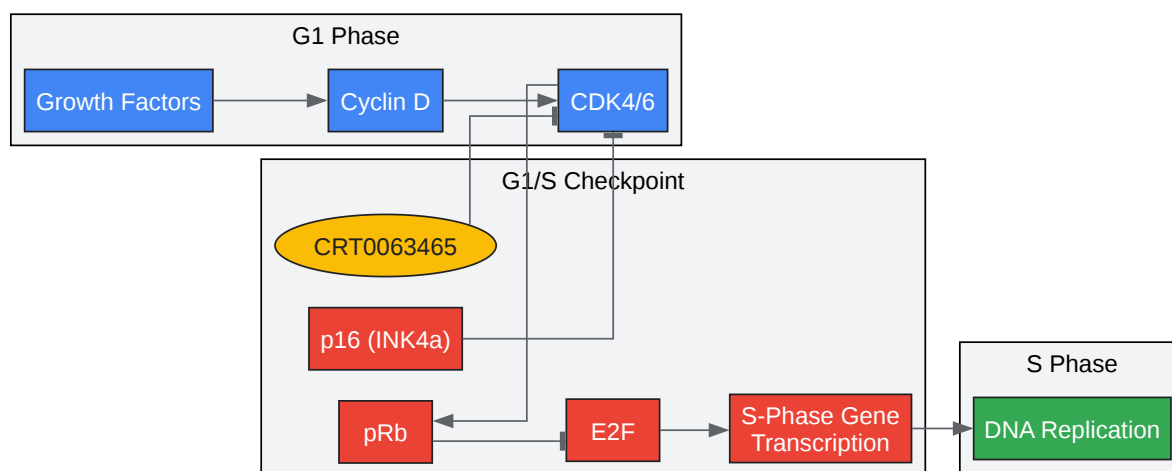 G1 Phase
Growth Factors
Cyclin D
CDK4/6
G1/S Checkpoint
CRT0063465
p16 (INK4a)
pRb
E2F
S-Phase Gene
Transcription
S Phase
DNA Replication